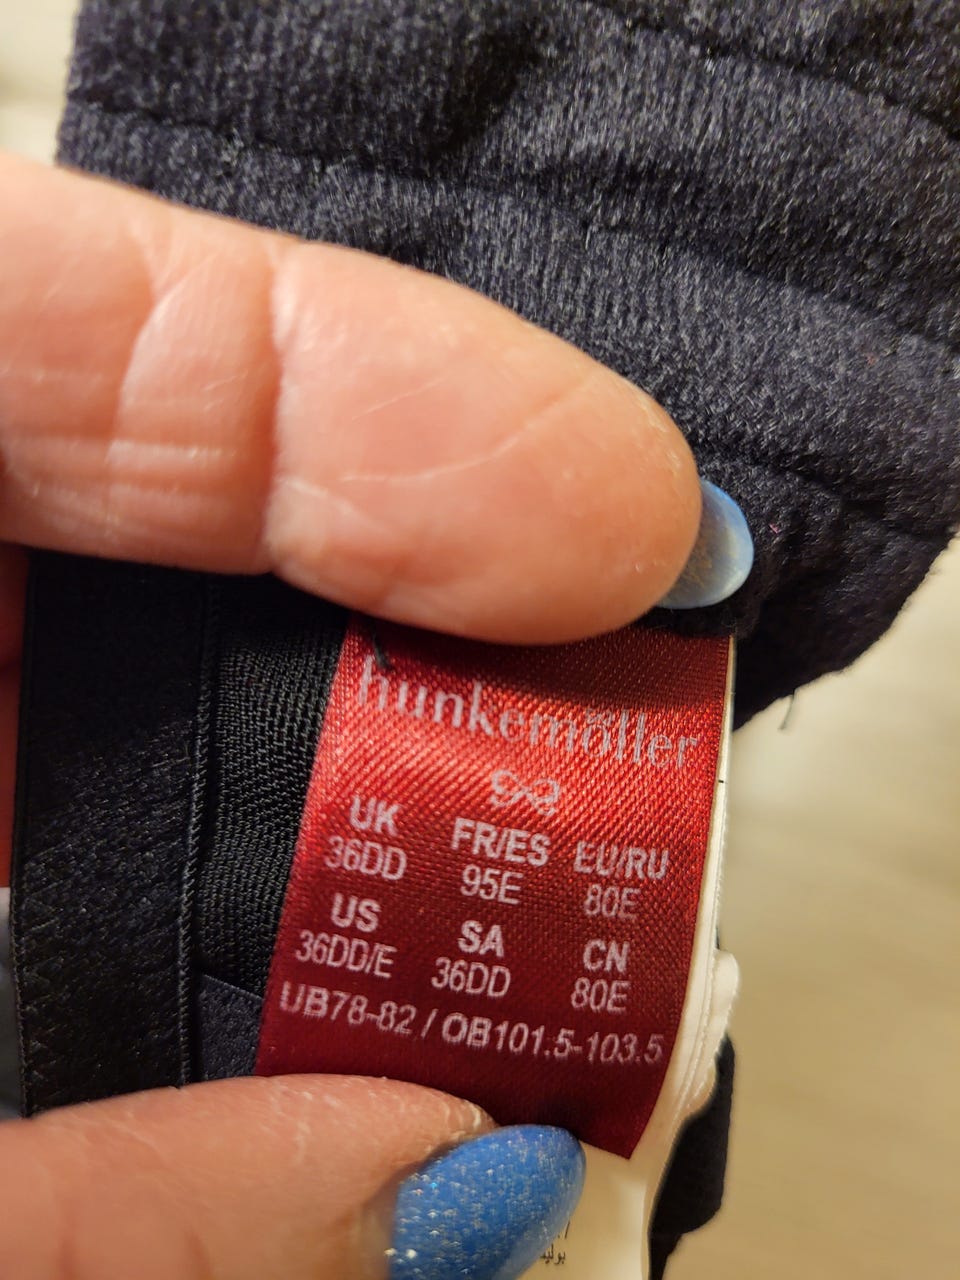 hunkemöller
UK FR/ES EU/RU
36DD 95E 80E
US SA CN
36DD/E 36DD 80E
UB78-82 / OB101.5-103.5